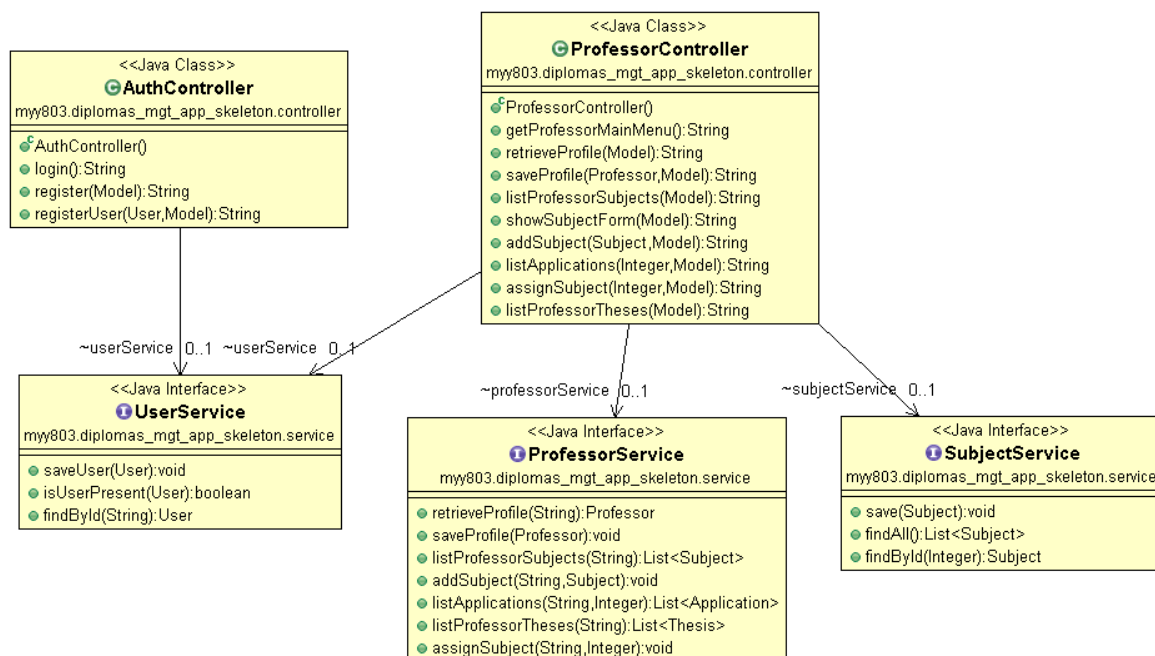 <<Java Class>>
AuthController
myy803.diplomas_mgt_app_skeleton.controller
AuthController()
login():String
register(Model):String
registerUser(User,Model):String
<<Java Class>>
ProfessorController
myy803.diplomas_mgt_app_skeleton.controller
ProfessorController()
getProfessorMainMenu():String
retrieveProfile(Model):String
saveProfile(Professor,Model):String
listProfessorSubjects(Model):String
showSubjectForm(Model):String
addSubject(Subject,Model):String
listApplications(Integer,Model):String
assignSubject(Integer,Model):String
listProfessorTheses(Model):String
~userService 0..1
~userService 0..1
~professorService 0..1
~subjectService 0..1
<<Java Interface>>
UserService
myy803.diplomas_mgt_app_skeleton.service
saveUser(User):void
isUserPresent(User):boolean
findById(String):User
<<Java Interface>>
ProfessorService
myy803.diplomas_mgt_app_skeleton.service
retrieveProfile(String):Professor
saveProfile(Professor):void
listProfessorSubjects(String):List<Subject>
addSubject(String,Subject):void
listApplications(String,Integer):List<Application>
listProfessorTheses(String):List<Thesis>
assignSubject(String,Integer):void
<<Java Interface>>
SubjectService
myy803.diplomas_mgt_app_skeleton.service
save(Subject):void
findAll():List<Subject>
findById(Integer):Subject